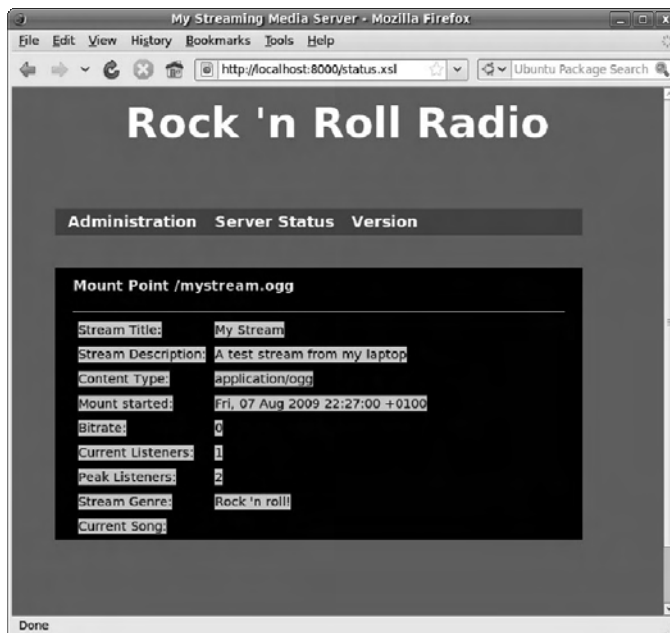 My Streaming Media Server - Mozilla Firefox
File Edit View History Bookmarks Tools Help
http://localhost:8000/status.xsl Ubuntu Package Search
Rock 'n Roll Radio
Administration Server Status Version
Mount Point /mystream.ogg
Stream Title: My Stream
Stream Description: A test stream from my laptop
Content Type: application/ogg
Mount started: Fri, 07 Aug 2009 22:27:00 +0100
Bitrate: 0
Current Listeners: 1
Peak Listeners: 2
Stream Genre: Rock 'n roll!
Current Song:
Done